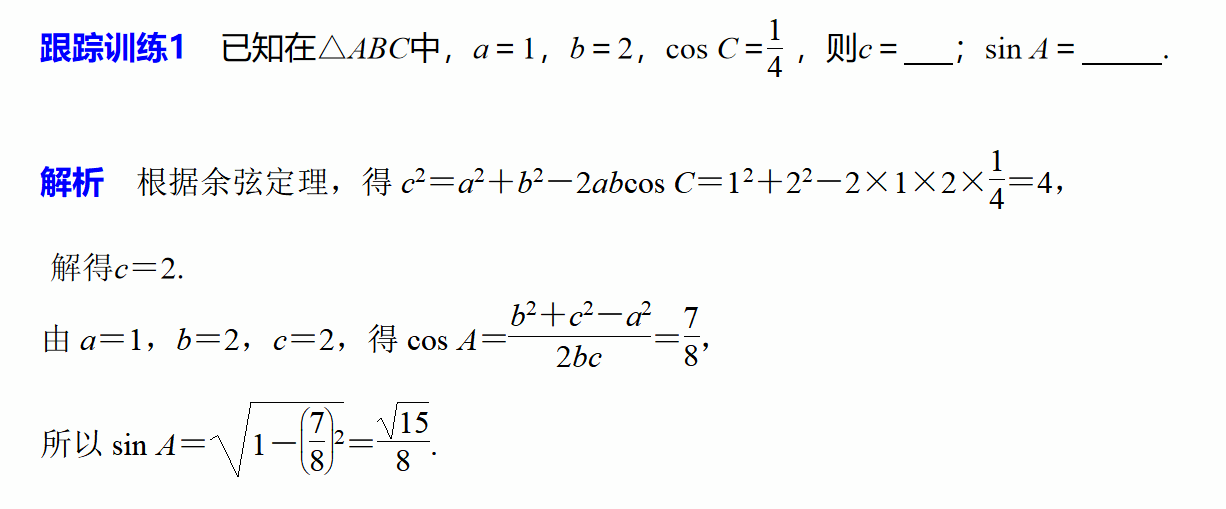 跟踪训练1 已知在△ABC中，a＝1，b＝2，cos C＝1/4，则c＝___；sin A＝_____.
解析 根据余弦定理，得 c²＝a²＋b²－2abcos C＝1²＋2²－2×1×2×1/4＝4，
解得c＝2.
由 a＝1，b＝2，c＝2，得 cos A＝(b²＋c²－a²)/2bc＝7/8，
所以 sin A＝√(1－(7/8)²)＝√15/8.